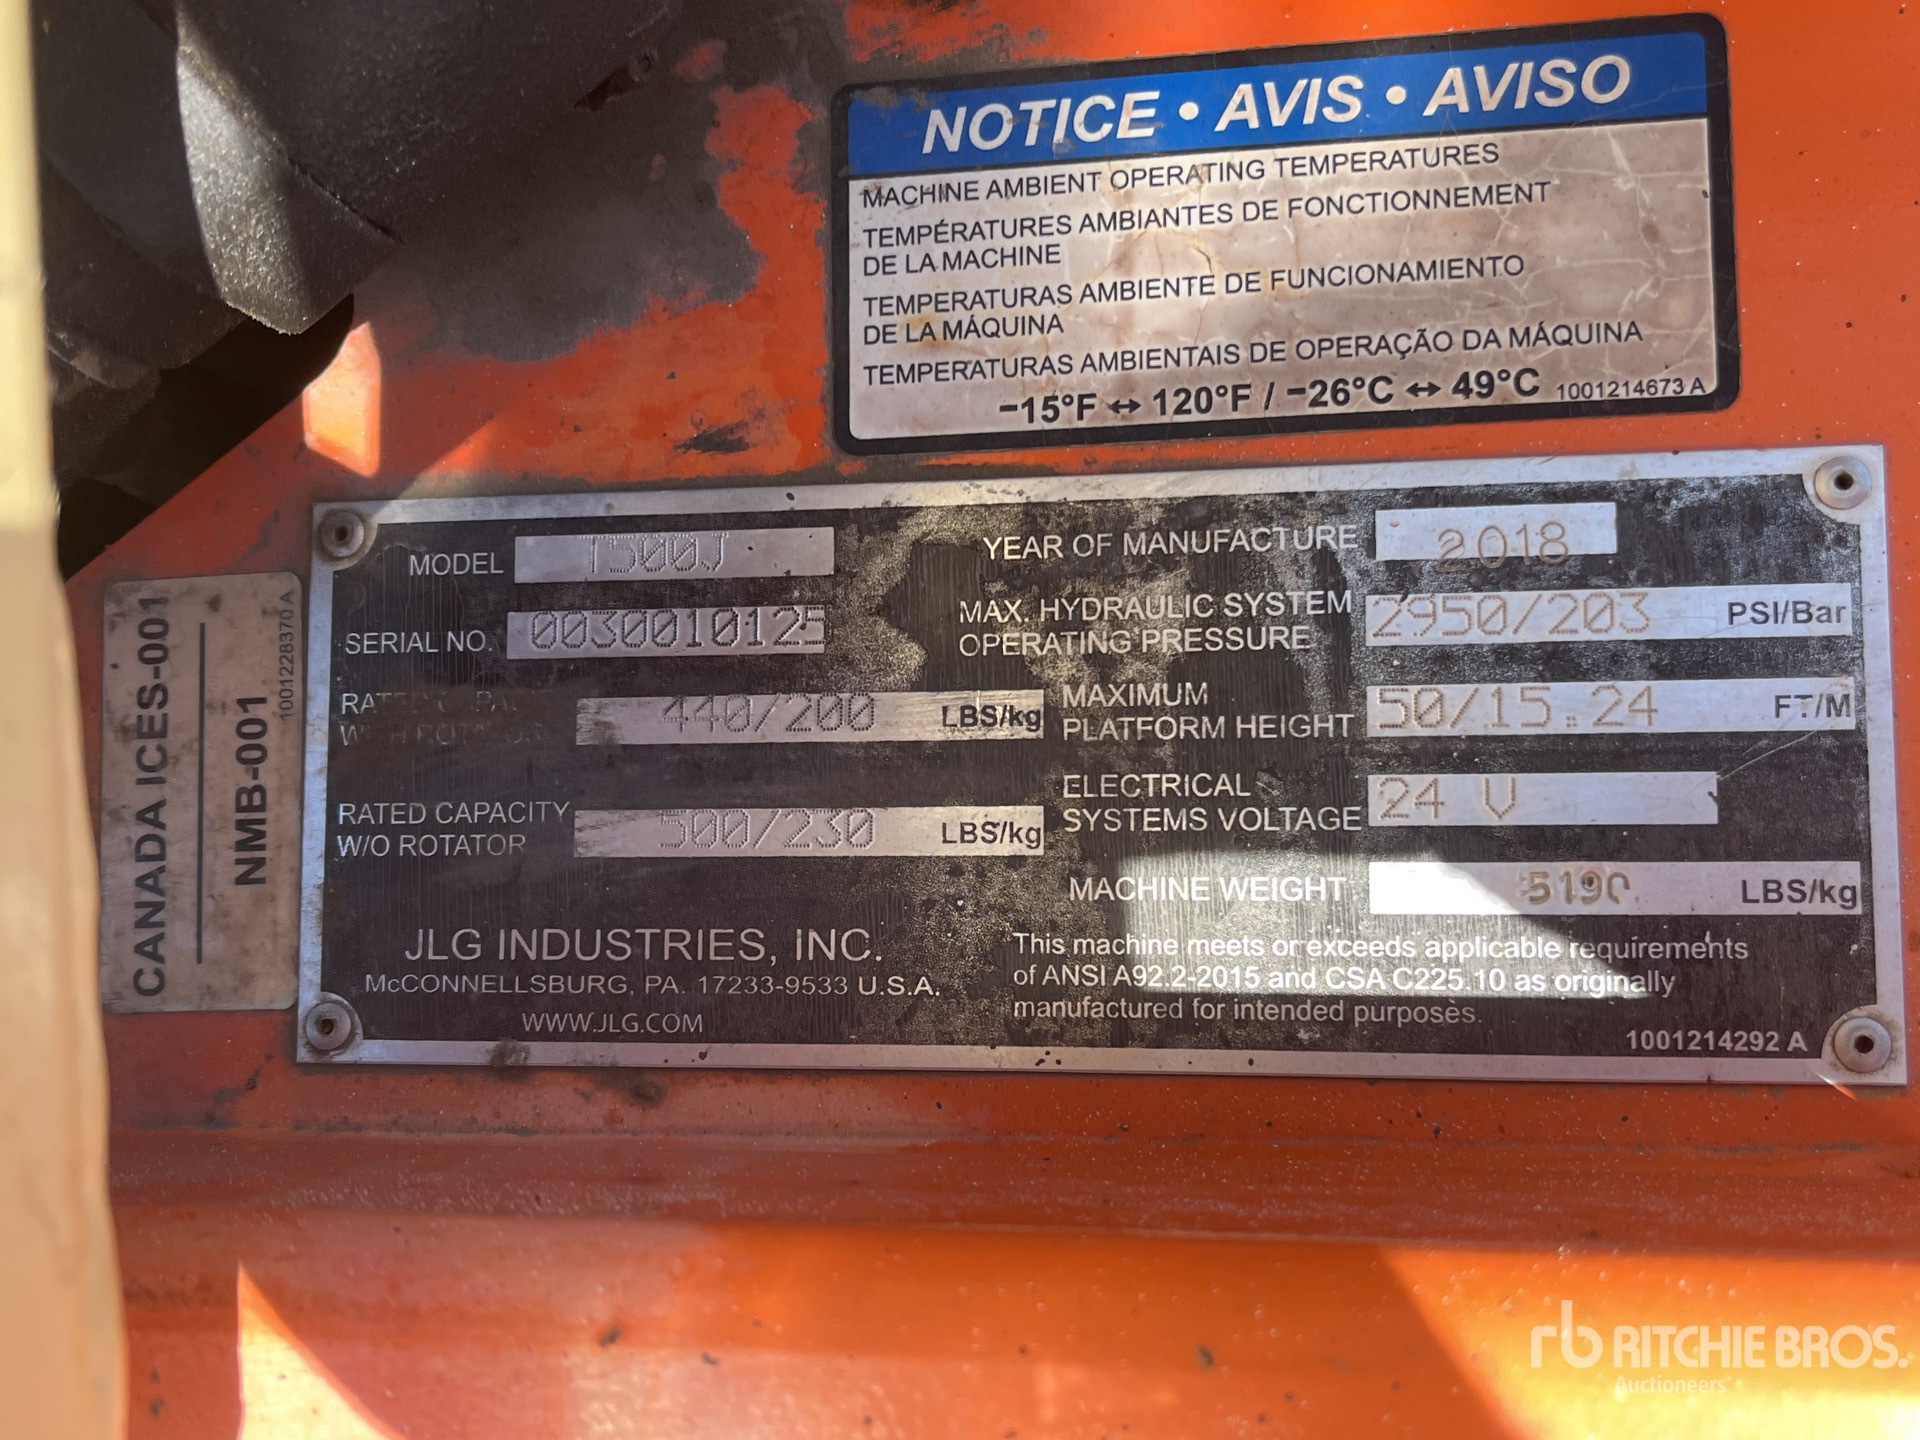 NOTICE • AVIS • AVISO
MACHINE AMBIENT OPERATING TEMPERATURES
TEMPÉRATURES AMBIANTES DE FONCTIONNEMENT
DE LA MACHINE
TEMPERATURAS AMBIENTE DE FUNCIONAMIENTO
DE LA MÁQUINA
TEMPERATURAS AMBIENTAIS DE OPERAÇÃO DA MÁQUINA
-15°F ↔ 120°F / -26°C ↔ 49°C 1001214673 A
CANADA ICES-001
NMB-001
1001228370 A
MODEL T500J
SERIAL NO. 0030010125
RATED
440/200 LBS/kg
RATED CAPACITY
W/O ROTATOR 500/230 LBS/kg
JLG INDUSTRIES, INC.
McCONNELLSBURG, PA. 17233-9533 U.S.A.
WWW.JLG.COM
YEAR OF MANUFACTURE 2018
MAX. HYDRAULIC SYSTEM
OPERATING PRESSURE 2950/203 PSI/Bar
MAXIMUM
PLATFORM HEIGHT 50/15.24 FT/M
ELECTRICAL
SYSTEMS VOLTAGE 24 V
MACHINE WEIGHT LBS/kg
This machine meets or exceeds applicable requirements
of ANSI A92.2-2015 and CSA C225.10 as originally
manufactured for intended purposes.
1001214292 A
rb RITCHIE BROS.
Auctioneers